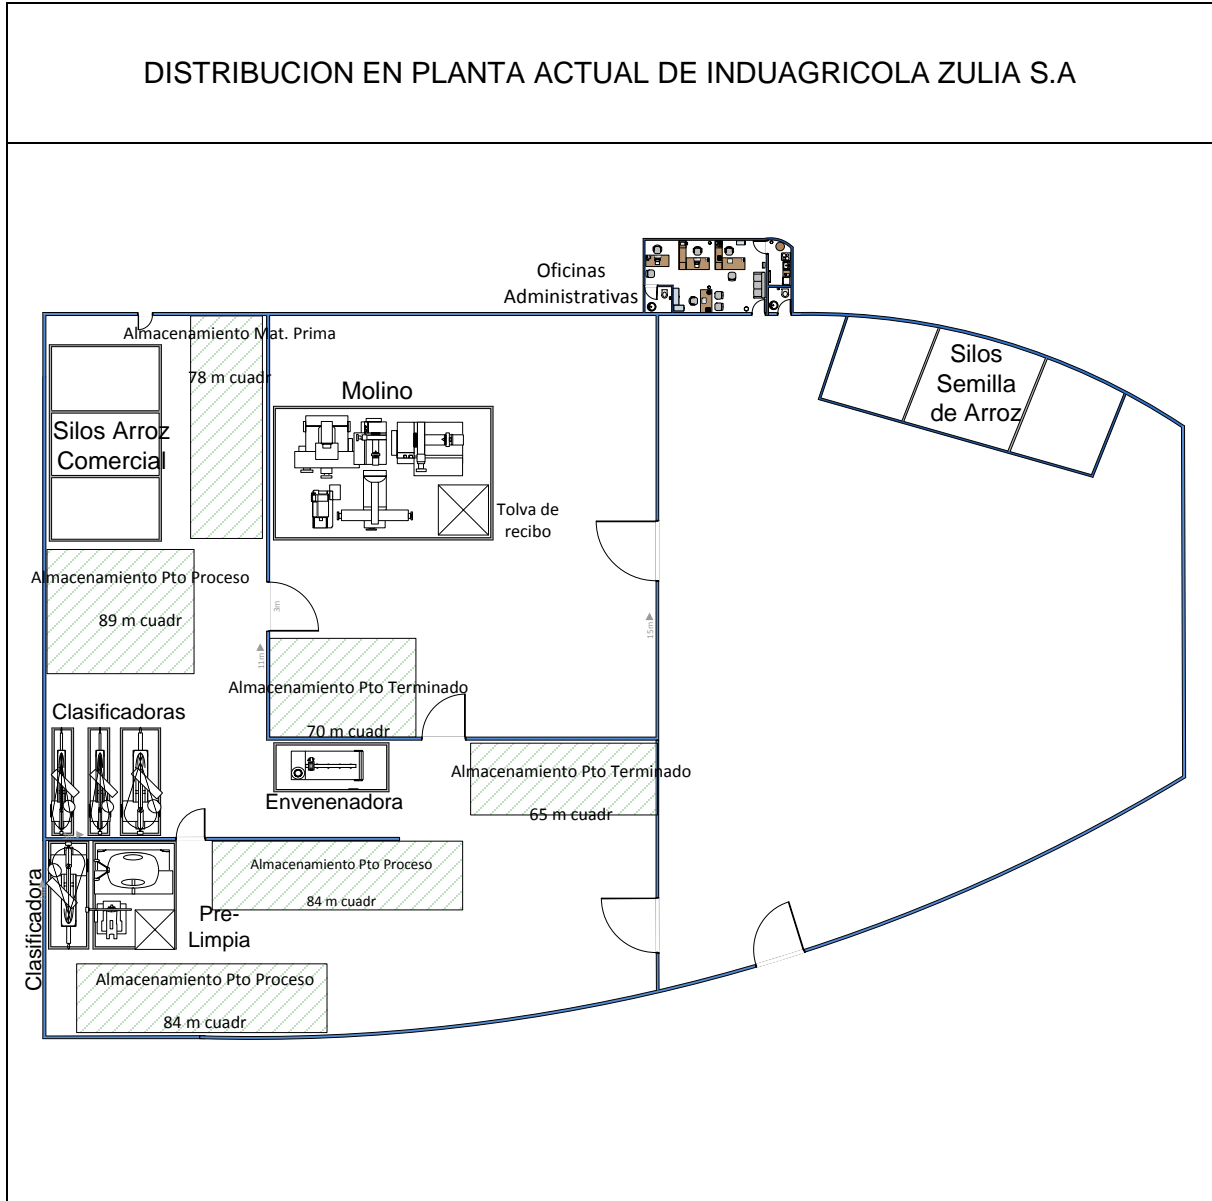 DISTRIBUCION EN PLANTA ACTUAL DE INDUAGRICOLA ZULIA S.A
Oficinas
Administrativas
Almacenamiento Mat. Prima
78 m cuadr
Silos Arroz
Comercial
Molino
Tolva de
recibo
Silos
Semilla
de Arroz
Almacenamiento Pto Proceso
89 m cuadr
3m
11m
15m
Almacenamiento Pto Terminado
70 m cuadr
Clasificadoras
Envenenadora
Almacenamiento Pto Terminado
65 m cuadr
Almacenamiento Pto Proceso
84 m cuadr
Clasificadora
Pre-
Limpia
Almacenamiento Pto Proceso
84 m cuadr